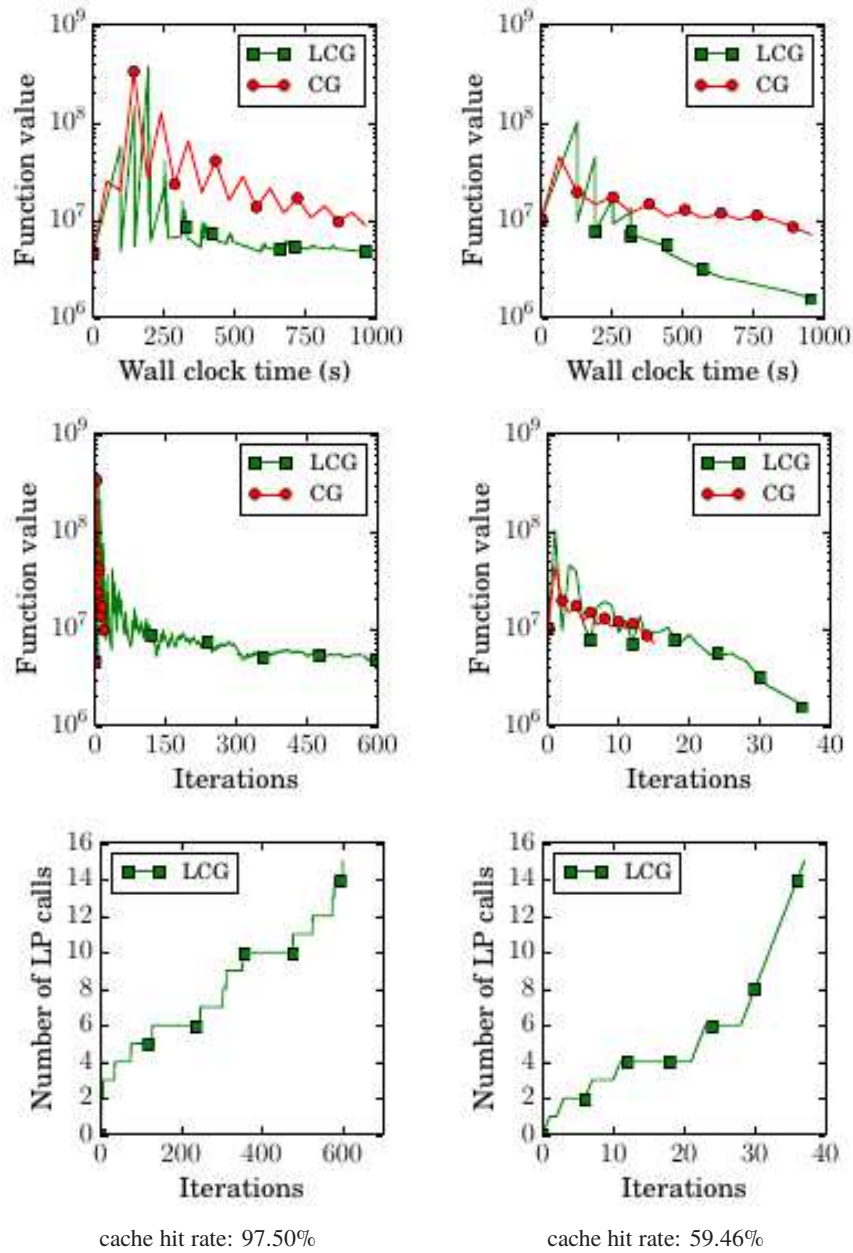 10^9
10^8
10^7
10^6
Function value
LCG
CG
0 250 500 750 1000
Wall clock time (s)
10^9
10^8
10^7
10^6
Function value
LCG
CG
0 250 500 750 1000
Wall clock time (s)
10^9
10^8
10^7
10^6
Function value
LCG
CG
0 150 300 450 600
Iterations
10^9
10^8
10^7
10^6
Function value
LCG
CG
0 10 20 30 40
Iterations
16
14
12
10
8
6
4
2
0
Number of LP calls
LCG
0 200 400 600
Iterations
16
14
12
10
8
6
4
2
0
Number of LP calls
LCG
0 10 20 30 40
Iterations
cache hit rate: 97.50%
cache hit rate: 59.46%